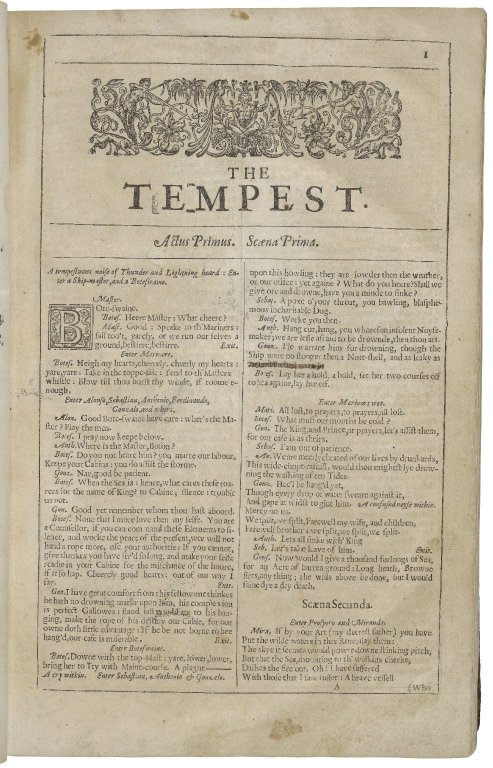 1
THE
TEMPEST.
Actus Primus. Scæna Prima.
A tempestuous noise of Thunder and Lightning heard : En-
ter a Ship-master, and a Boteswaine.
Master.
BOte-swaine.
Botes. Heere Master : What cheere?
Mast. Good : Speake to th'Mariners :
fall too't, yarely, or we run our selves a
ground, bestirre, bestirre. Exit.
Enter Mariners.
Botes. Heigh my hearts, cheerely, cheerly my hearts :
yare, yare : Take in the toppe-sale : Tend to th'Masters
whistle : Blow till thou burst thy winde, if roome e-
nough.
Enter Alonso, Sebastian, Anthonio, Ferdinando,
Gonzalo, and others.
Alon. Good Bote-swaine have care : wher's the Ma-
ster? Play the men.
Botes. I pray now keepe below.
Anth. Where is the Master, Boson?
Botes. Do you not heare him? you marre our labour,
Keepe your Cabins : you do assist the storme.
Gonz. Nay, good be patient.
Botes. When the Sea is : hence, what cares these roa-
rers for the name of King? to Cabine; silence : trouble
us not.
Gon. Good yet remember whom thou hast aboord.
Botes. None that I more love then my selfe. You are
a Counsellor, if you can command these Elements to si-
lence, and worke the peace of the present, wee will not
hand a rope more, use your authoritie : If you cannot,
give thankes you have liv'd so long, and make your selfe
readie in your Cabine for the mischance of the houre,
if it so hap. Cheerely good hearts : out of our way I
say. Exit.
Gon. I have great comfort from this fellow: methinkes
he hath no drowning marke upon him, his complexion
is perfect Gallowes : stand fast good Fate to his han-
ging, make the rope of his destiny our Cable, for our
owne doth little advantage : If he be not borne to bee
hang'd, our case is miserable. Exit.
Enter Boteswaine.
Botes. Downe with the top-Mast : yare, lower, lower,
bring her to Try with Maine-course. A plague
A cry within. Enter Sebastian, Anthonio & Gonzalo.
upon this howling : they are lowder then the weather,
or our offices : yet againe? What do you heere? Shall we
give ore and drowne, have you a minde to sinke?
Sebas. A poxe o'your throat, you bawling, blasphe-
mous incharitable Dog.
Botes. Worke you then.
Anth. Hang cur, hang, you whoreson insolent Noyse-
maker, we are lesse afraid to be drownde, then thou art.
Gonz. I'le warrant him for drowning, though the
Ship were no stronger then a Nutt-shell, and as leaky as
Botes. Lay her a hold, a hold, set her two courses off
to Sea againe, lay her off.
Enter Mariners wet.
Mari. All lost, to prayers, to prayers, all lost.
Botes. What must our mouths be cold?
Gon. The King, and Prince, at prayers, let's assist them,
for our case is as theirs.
Sebas. I'am out of patience.
An. We are meerly cheated of our lives by drunkards,
This wide-chopt-rascall, would thou mightst lye drow-
ning the washing of ten Tides.
Gonz. Hee'l be hang'd yet,
Though every drop of water sweare against it,
And gape at widst to glut him. A confused noyse within.
Mercy on us.
We split, we split, Farewell my wife, and children,
Farewell brother : we split, we split, we split.
Anth. Lets all sinke with' King
Seb. Let's take leave of him. Exit.
Gonz. Now would I give a thousand furlongs of Sea,
for an Acre of barren ground : Long heath, Browne
firrs, any thing; the wills above be done, but I would
faine dye a dry death. Exit.
Scæna Secunda.
Enter Prospero and Miranda.
Mira. If by your Art (my deerest father) you have
Put the wilde waters in this Rore; alay them:
The skye it seemes would powre down stinking pitch,
But that the Sea, mounting to th' welkins cheeke,
Dashes the fire out. Oh! I have suffered
With those that I saw suffer : A brave vessell
A (Who